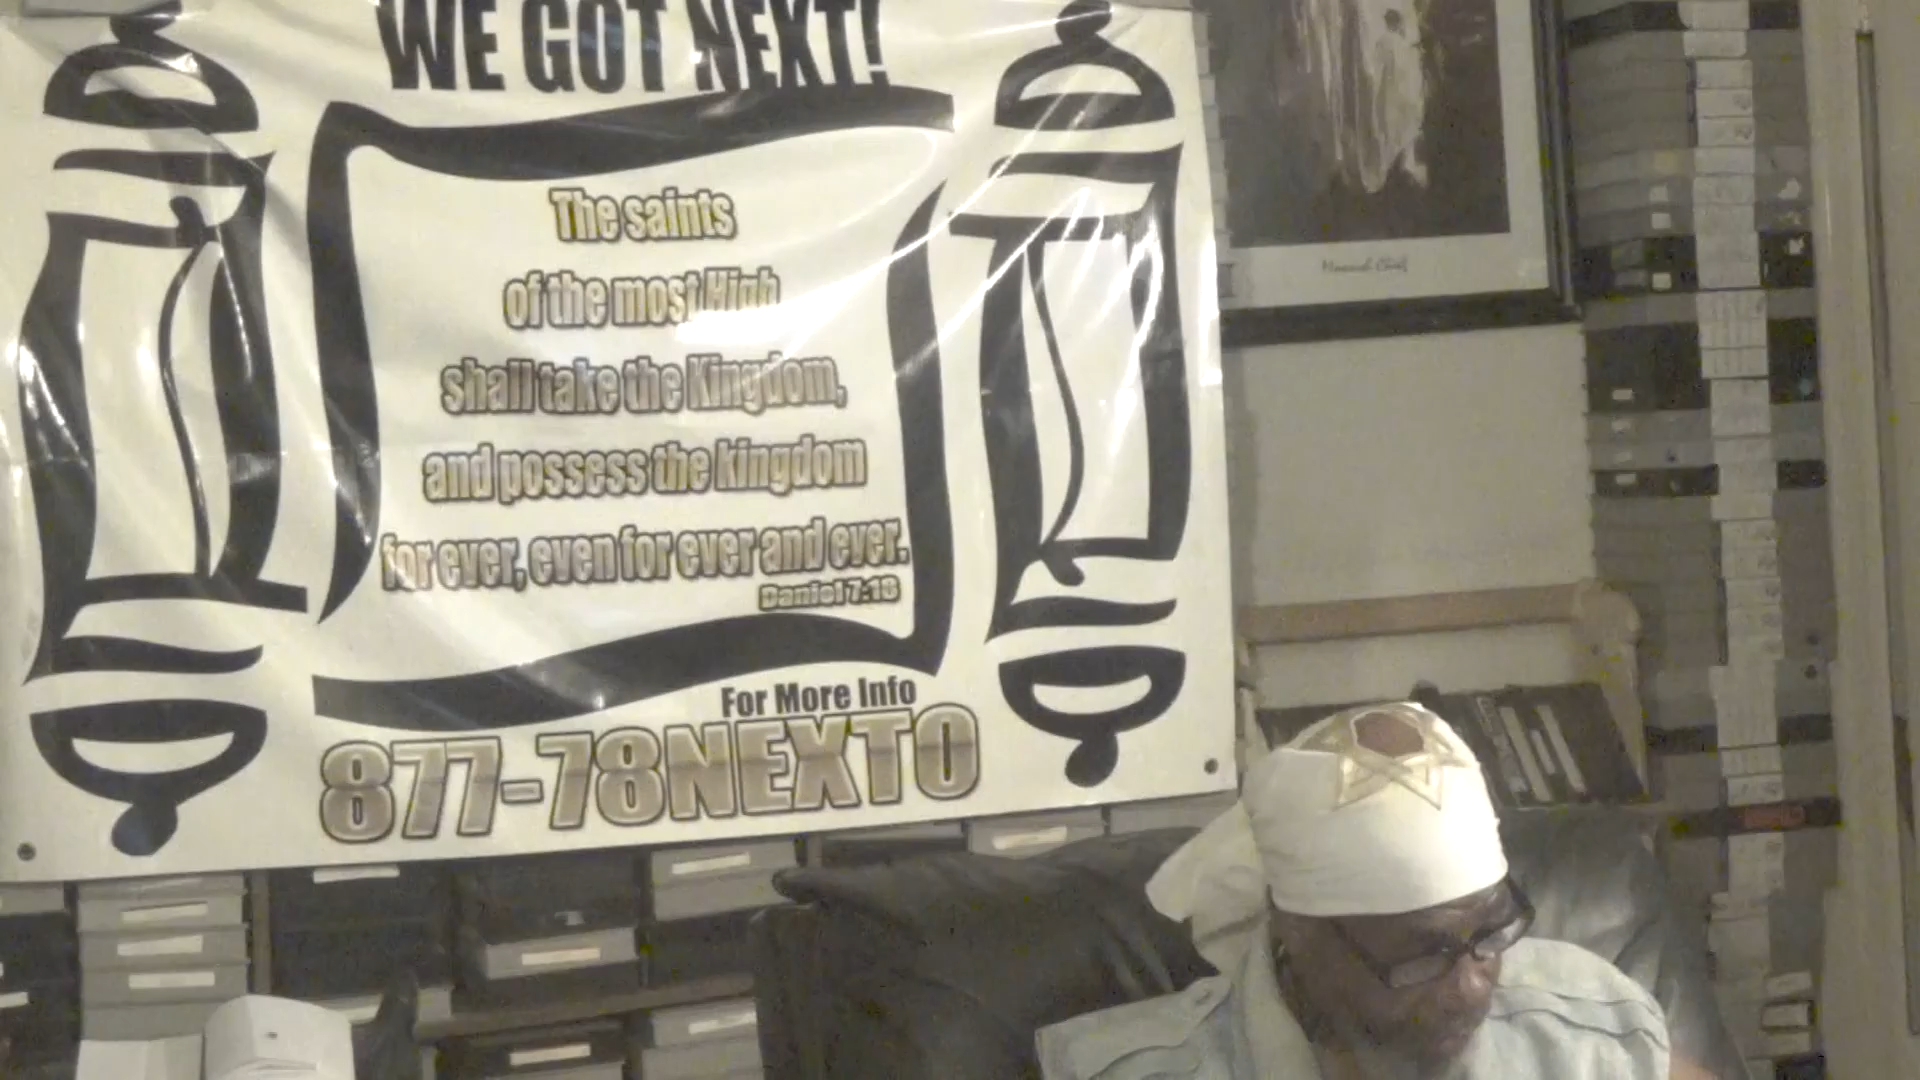 WE GOT NEXT!
The saints
of the most High
shall take the Kingdom,
and possess the kingdom
for ever, even for ever and ever.
Daniel 7:18
For More Info
877-78NEXTO